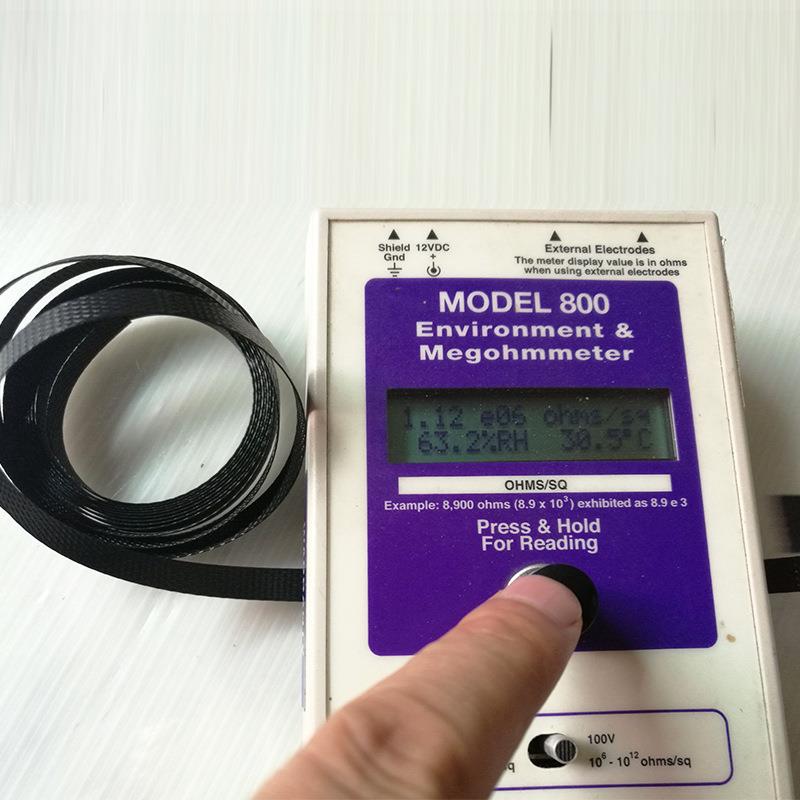 Shield 12VDC External Electrodes
Gnd + The meter display value is in ohms
when using external electrodes
MODEL 800
Environment &
Megohmmeter
1.12 e06 ohms/sq
63.2%RH 30.5°C
OHMS/SQ
Example: 8,900 ohms (8.9 x 10³) exhibited as 8.9 e 3
Press & Hold
For Reading
100V
10⁶ - 10¹² ohms/sq